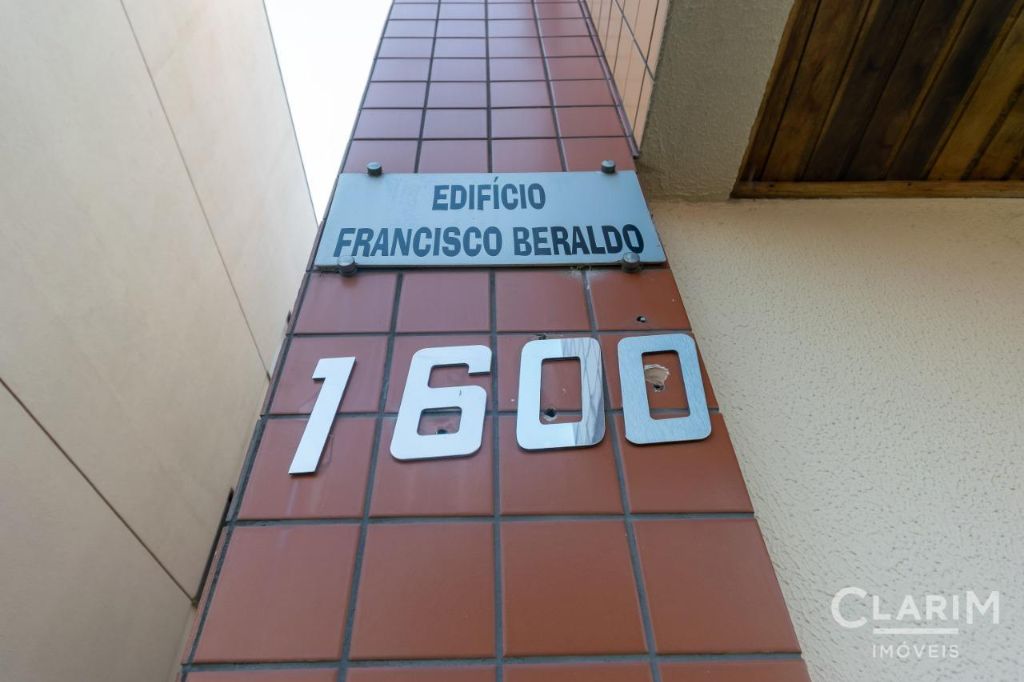 EDIFÍCIO
FRANCISCO BERALDO
1600
CLARIM
IMÓVEIS